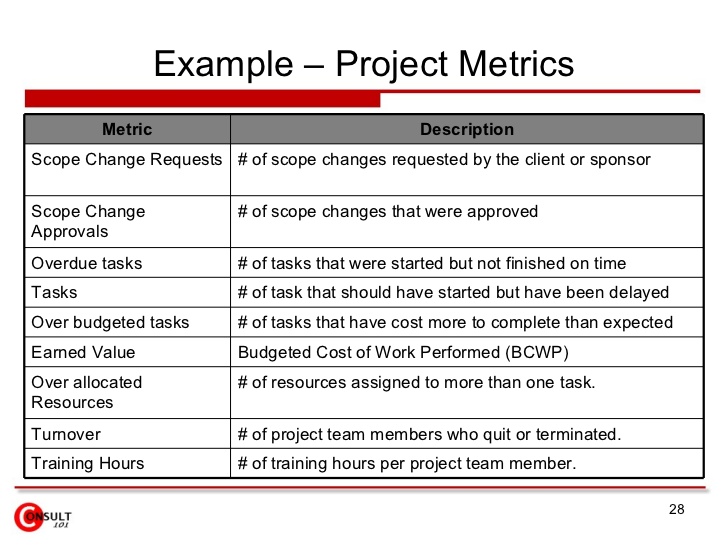 Example – Project Metrics
Metric Description
Scope Change Requests # of scope changes requested by the client or sponsor
Scope Change # of scope changes that were approved
Approvals
Overdue tasks # of tasks that were started but not finished on time
Tasks # of task that should have started but have been delayed
Over budgeted tasks # of tasks that have cost more to complete than expected
Earned Value Budgeted Cost of Work Performed (BCWP)
Over allocated # of resources assigned to more than one task.
Resources
Turnover # of project team members who quit or terminated.
Training Hours # of training hours per project team member.
28
CONSULT
101